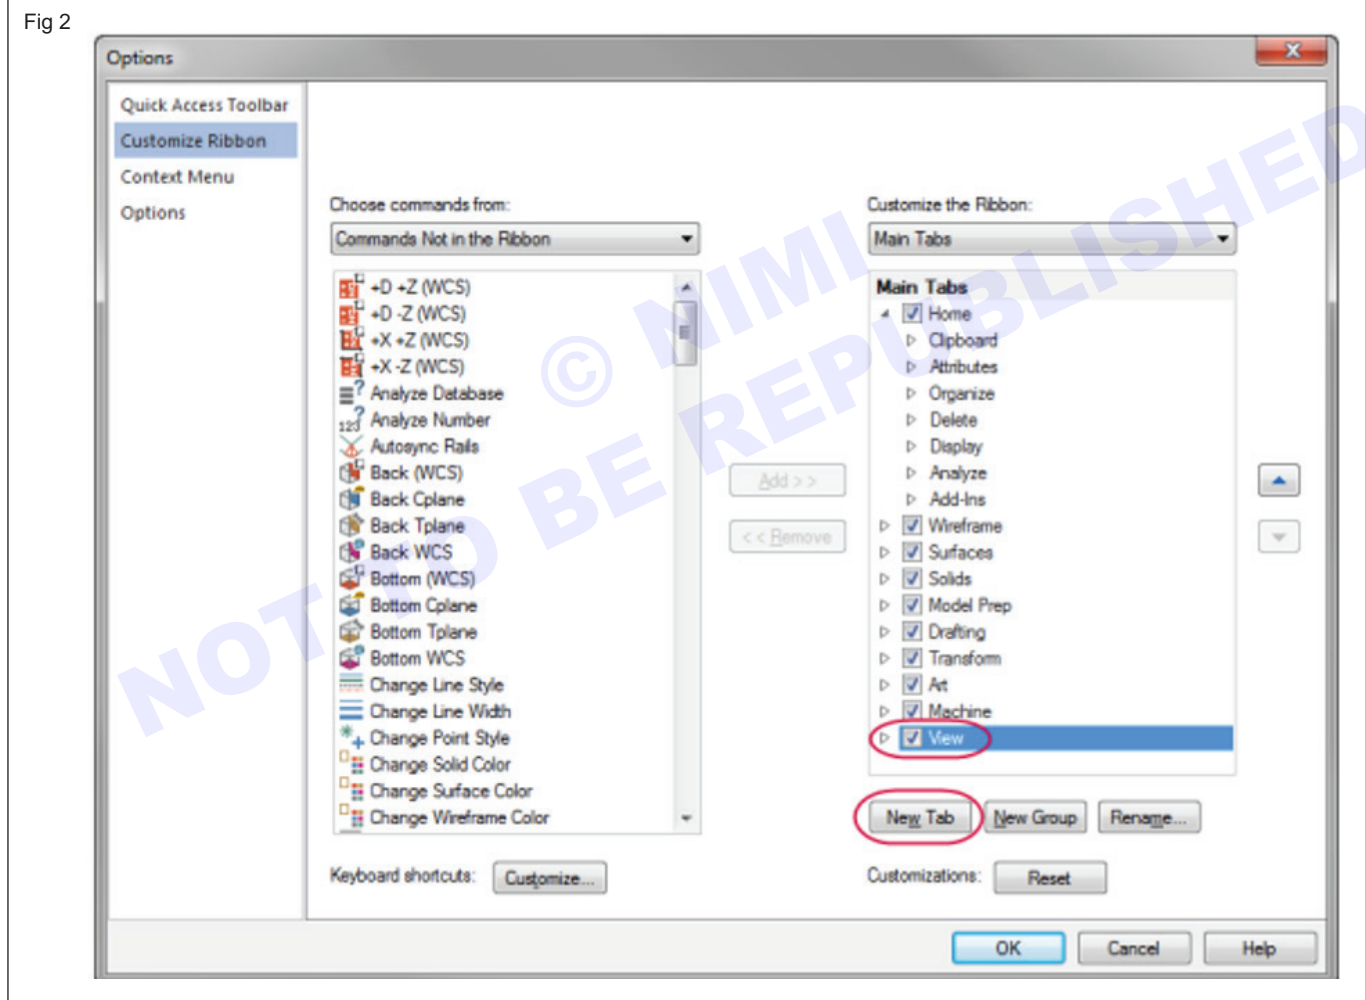 Fig 2
Options
Quick Access Toolbar
Customize Ribbon
Context Menu
Options
Choose commands from:
Commands Not in the Ribbon
+D +Z (WCS)
+D -Z (WCS)
+X +Z (WCS)
+X -Z (WCS)
Analyze Database
Analyze Number
Autosync Rails
Back (WCS)
Back Cplane
Back Tplane
Back WCS
Bottom (WCS)
Bottom Cplane
Bottom Tplane
Bottom WCS
Change Line Style
Change Line Width
Change Point Style
Change Solid Color
Change Surface Color
Change Wireframe Color
Keyboard shortcuts: Customize...
Add > >
< < Remove
Customize the Ribbon:
Main Tabs
Main Tabs
Home
Clipboard
Attributes
Organize
Delete
Display
Analyze
Add-Ins
Wireframe
Surfaces
Solids
Model Prep
Drafting
Transform
Art
Machine
View
New Tab New Group Rename...
Customizations: Reset
OK Cancel Help
© NIMI
NOT TO BE REPUBLISHED